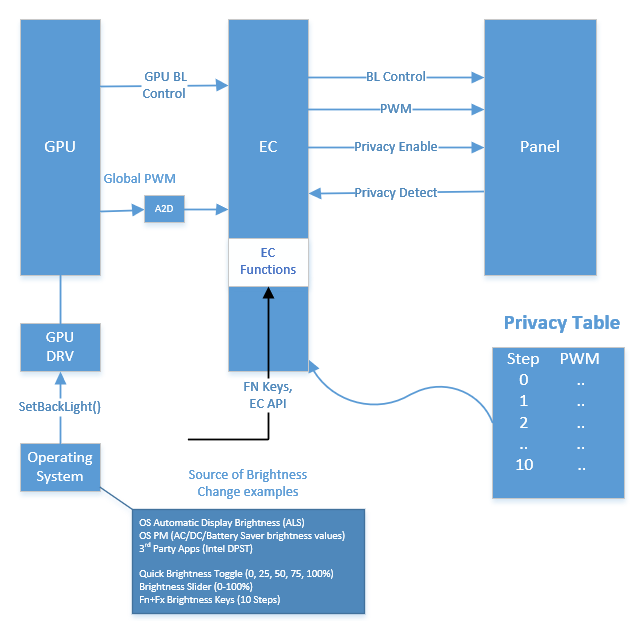 GPU
GPU BL
Control
Global PWM
A2D
EC
EC
Functions
BL Control
PWM
Privacy Enable
Privacy Detect
Panel
GPU
DRV
SetBackLight()
Operating
System
FN Keys,
EC API
Privacy Table
Step PWM
0 ..
1 ..
2 ..
.. ..
10 ..
Source of Brightness
Change examples
OS Automatic Display Brightness (ALS)
OS PM (AC/DC/Battery Saver brightness values)
3rd Party Apps (Intel DPST)
Quick Brightness Toggle (0, 25, 50, 75, 100%)
Brightness Slider (0-100%)
Fn+Fx Brightness Keys (10 Steps)